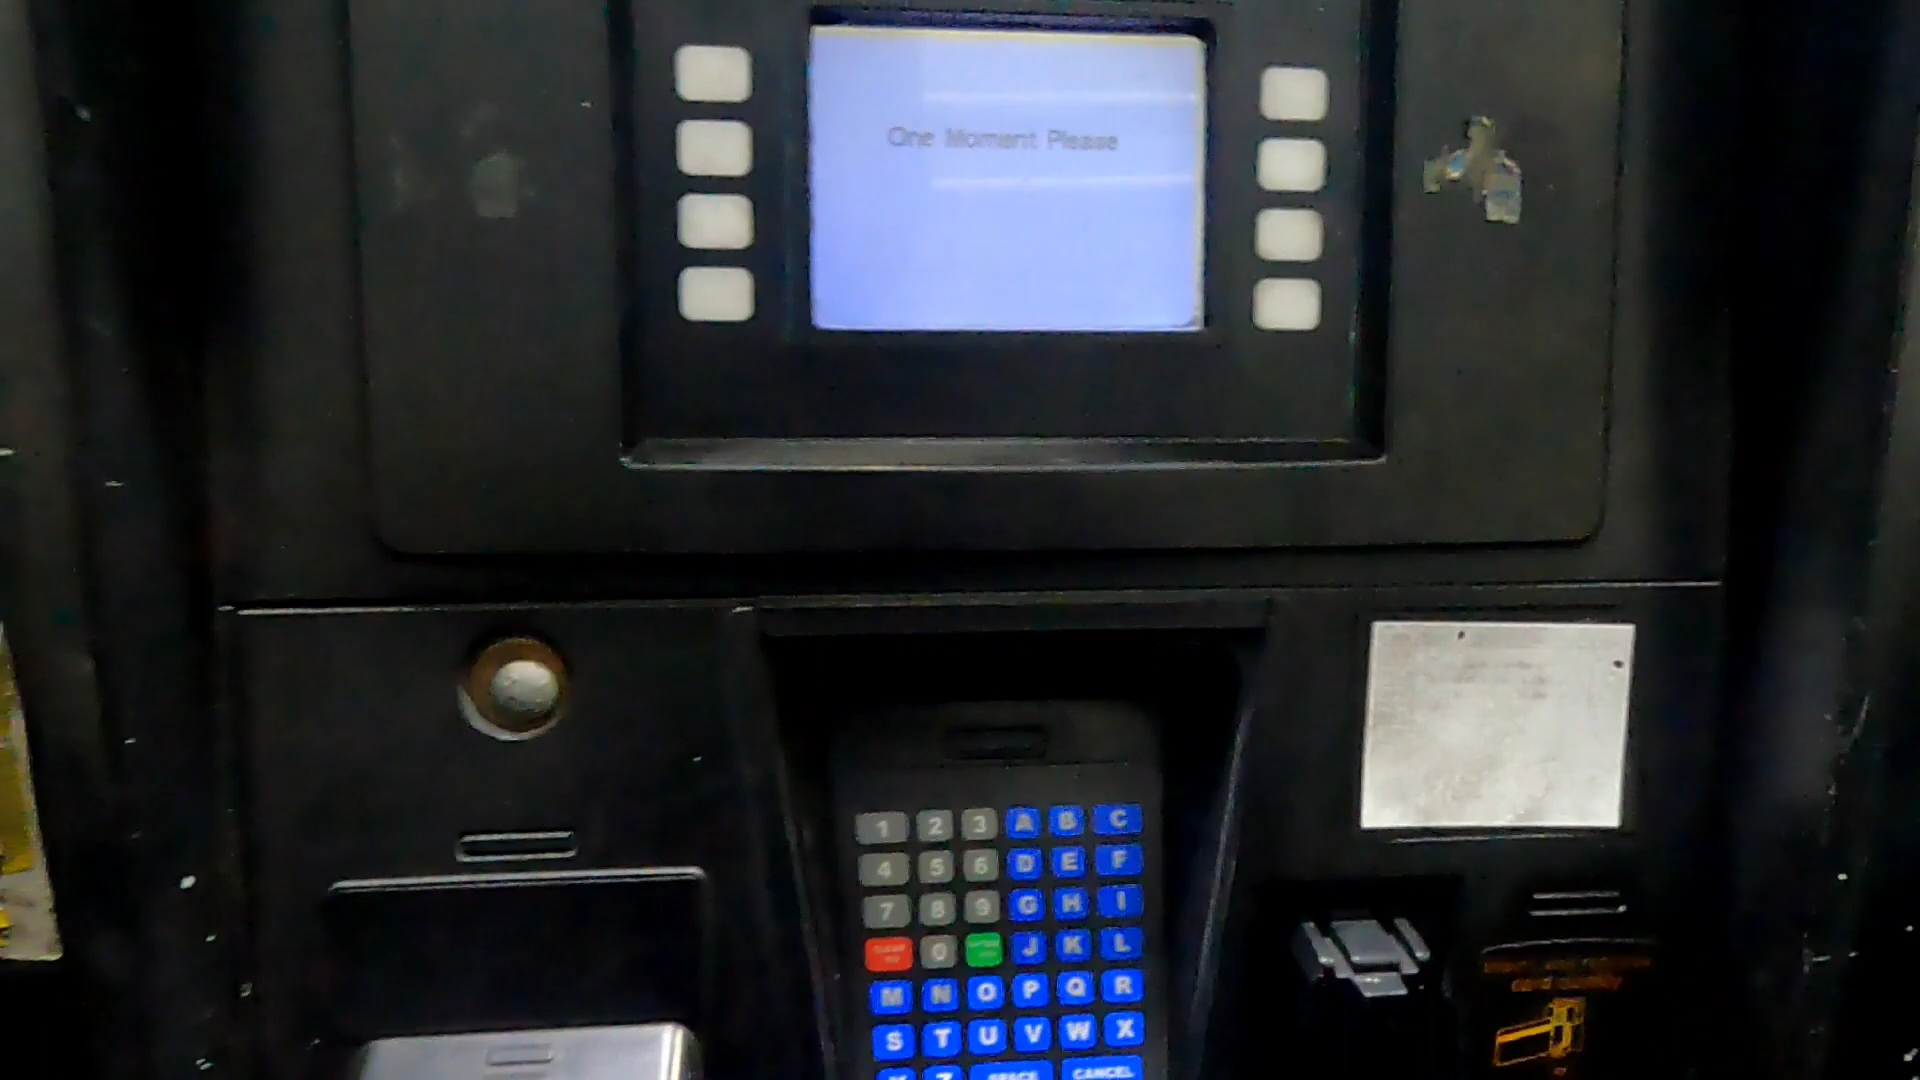 One Moment Please
1 2 3 A B C
4 5 6 D E F
7 8 9 G H I
0 J K L
M N O P Q R
S T U V W X
Y Z SPACE CANCEL